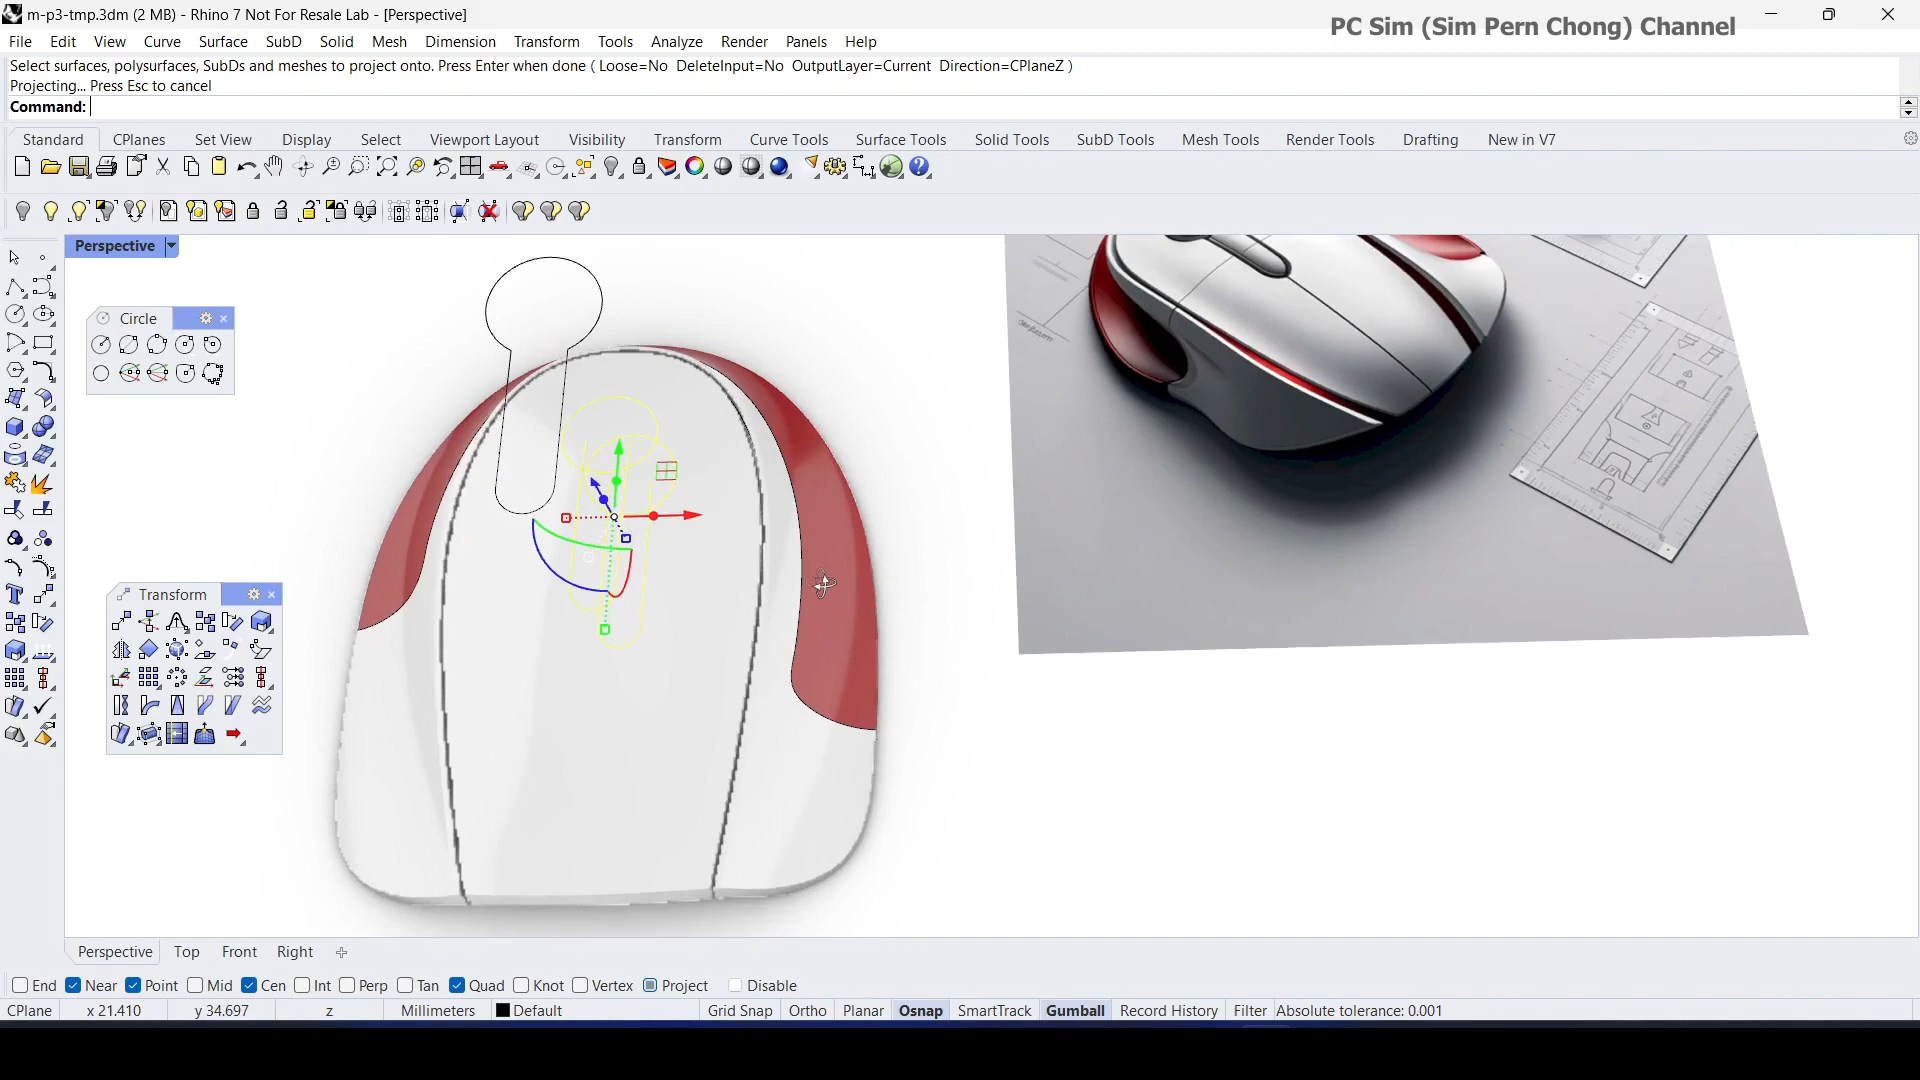 m-p3-tmp.3dm (2 MB) - Rhino 7 Not For Resale Lab - [Perspective]
PC Sim (Sim Pern Chong) Channel
File Edit View Curve Surface SubD Solid Mesh Dimension Transform Tools Analyze Render Panels Help
Select surfaces, polysurfaces, SubDs and meshes to project onto. Press Enter when done ( Loose=No DeleteInput=No OutputLayer=Current Direction=CPlaneZ )
Projecting... Press Esc to cancel
Command:
Standard CPlanes Set View Display Select Viewport Layout Visibility Transform Curve Tools Surface Tools Solid Tools SubD Tools Mesh Tools Render Tools Drafting New in V7
Perspective
Circle
Transform
Perspective Top Front Right
End Near Point Mid Cen Int Perp Tan Quad Knot Vertex Project Disable
CPlane x 21.410 y 34.697 z Millimeters Default Grid Snap Ortho Planar Osnap SmartTrack Gumball Record History Filter Absolute tolerance: 0.001